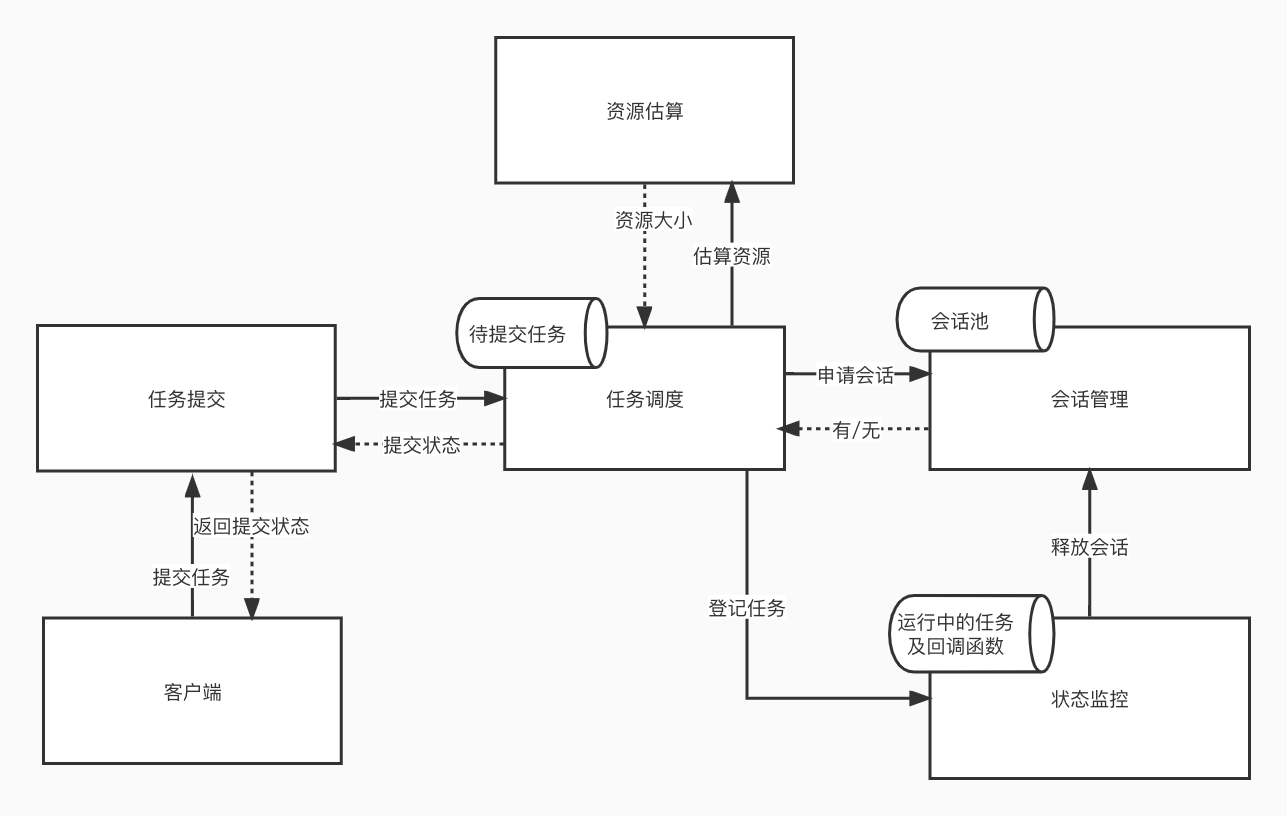 资源估算
资源大小
估算资源
待提交任务
会话池
任务提交
提交任务
任务调度
申请会话
会话管理
提交状态
有/无
返回提交状态
提交任务
释放会话
登记任务
运行中的任务
及回调函数
客户端
状态监控